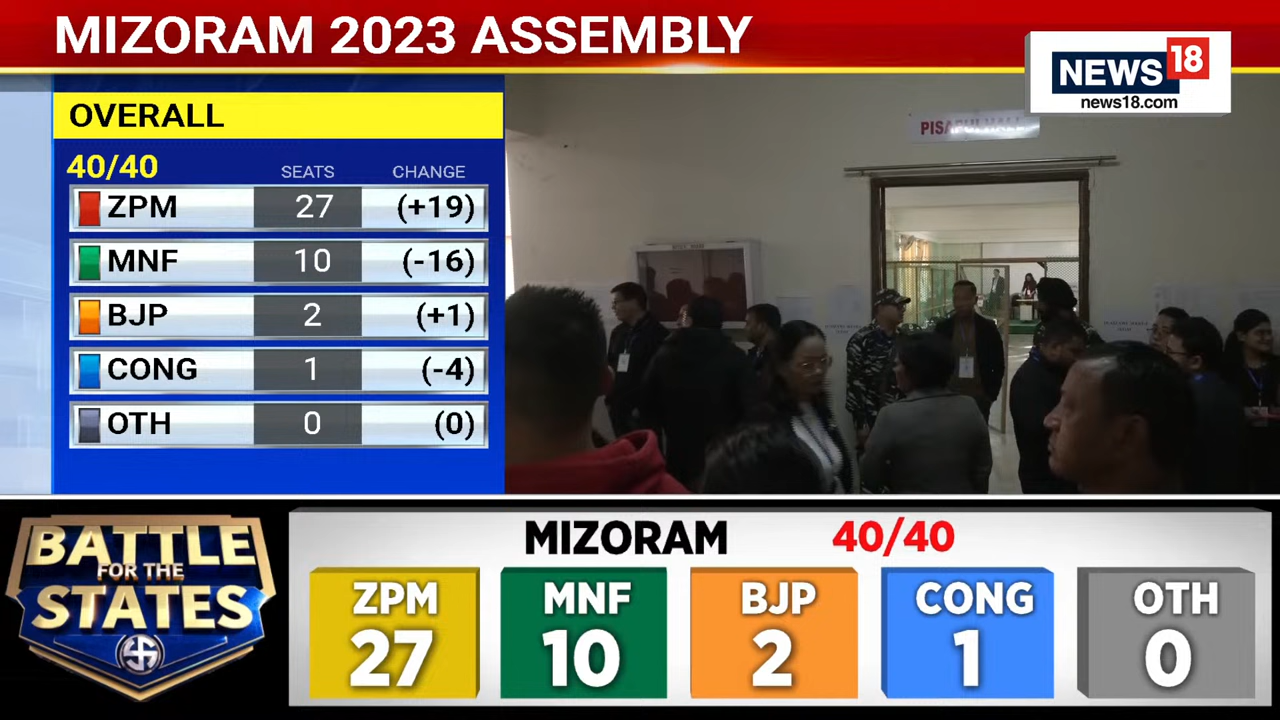 MIZORAM 2023 ASSEMBLY
NEWS 18
news18.com
OVERALL
40/40 SEATS CHANGE
ZPM 27 (+19)
MNF 10 (-16)
BJP 2 (+1)
CONG 1 (-4)
OTH 0 (0)
BATTLE
FOR THE
STATES
MIZORAM 40/40
ZPM MNF BJP CONG OTH
27 10 2 1 0